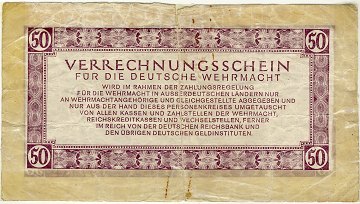 50 50
VERRECHNUNGSSCHEIN
FÜR DIE DEUTSCHE WEHRMACHT
WIRD IM RAHMEN DER ZAHLUNGSREGELUNG
FÜR DIE WEHRMACHT IN AUSSERDEUTSCHEN LÄNDERN NUR
AN WEHRMACHTANGEHÖRIGE UND GLEICHGESTELLTE ABGEGEBEN UND
NUR AUS DER HAND DIESES PERSONENKREISES UMGETAUSCHT
VON ALLEN KASSEN UND ZAHLSTELLEN DER WEHRMACHT,
REICHSKREDITKASSEN UND WECHSELSTELLEN, FERNER
IM REICH VON DER DEUTSCHEN REICHSBANK UND
DEN ÜBRIGEN DEUTSCHEN GELDINSTITUTEN.
50 50